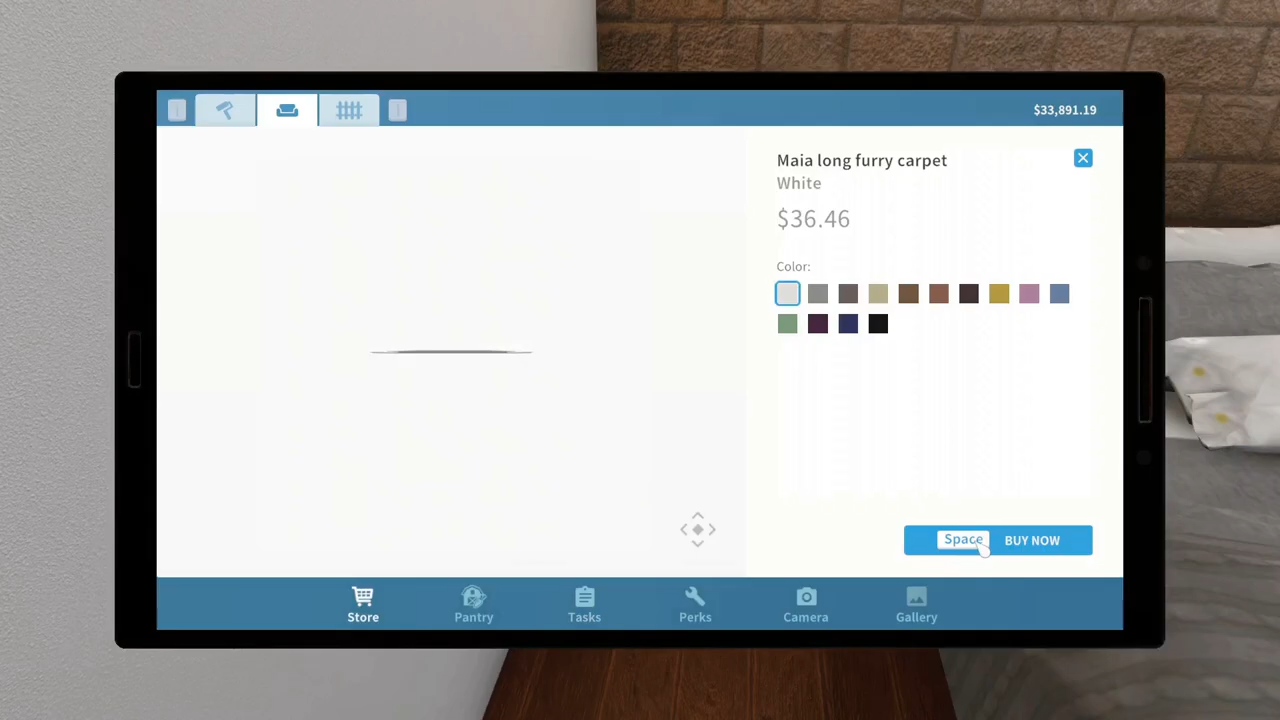 $33,891.19
Maia long furry carpet
White
$36.46
Color:
Space BUY NOW
Store Pantry Tasks Perks Camera Gallery